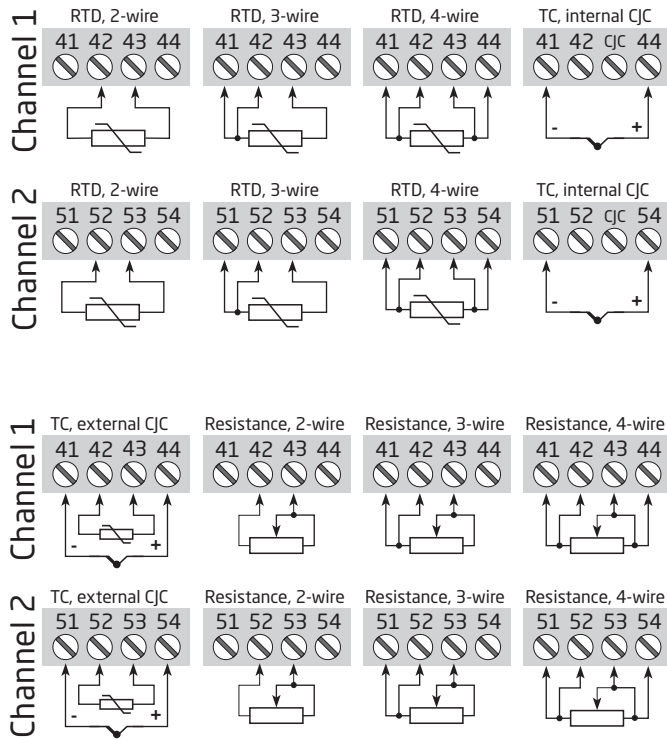 Channel 1
RTD, 2-wire
41 42 43 44
RTD, 3-wire
41 42 43 44
RTD, 4-wire
41 42 43 44
TC, internal CJC
41 42 CJC 44
- +
Channel 2
RTD, 2-wire
51 52 53 54
RTD, 3-wire
51 52 53 54
RTD, 4-wire
51 52 53 54
TC, internal CJC
51 52 CJC 54
- +
Channel 1
TC, external CJC
41 42 43 44
- +
Resistance, 2-wire
41 42 43 44
Resistance, 3-wire
41 42 43 44
Resistance, 4-wire
41 42 43 44
Channel 2
TC, external CJC
51 52 53 54
- +
Resistance, 2-wire
51 52 53 54
Resistance, 3-wire
51 52 53 54
Resistance, 4-wire
51 52 53 54